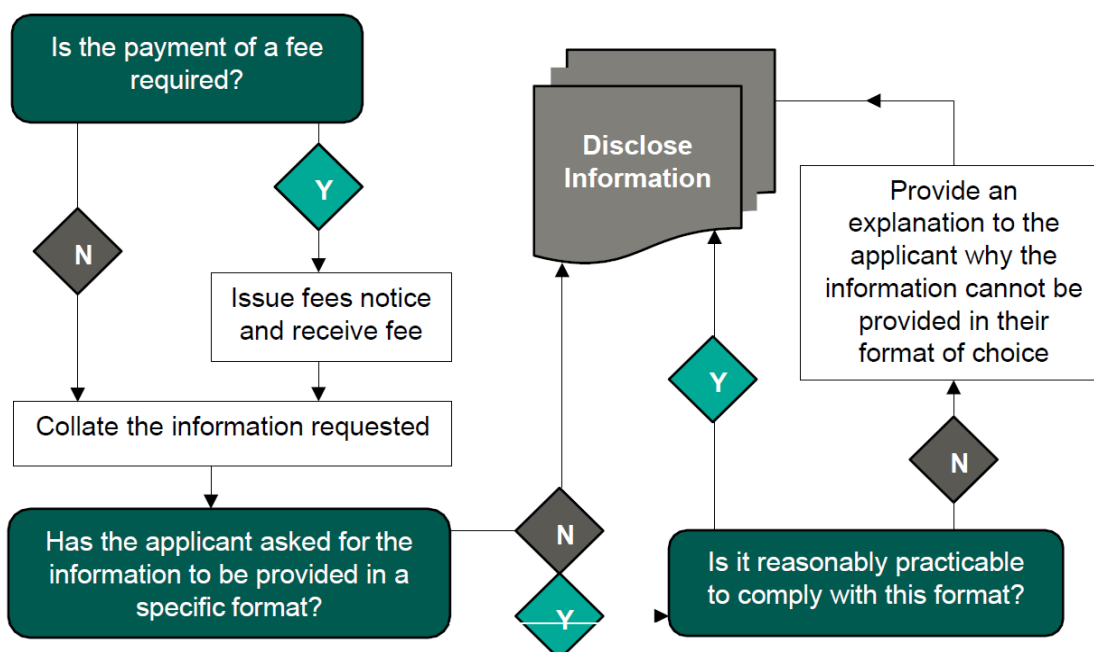 Is the payment of a fee
required?
Y
N
Issue fees notice
and receive fee
Collate the information requested
Has the applicant asked for the
information to be provided in a
specific format?
N
Y
Disclose
Information
Y
Provide an
explanation to the
applicant why the
information cannot be
provided in their
format of choice
N
Is it reasonably practicable
to comply with this format?